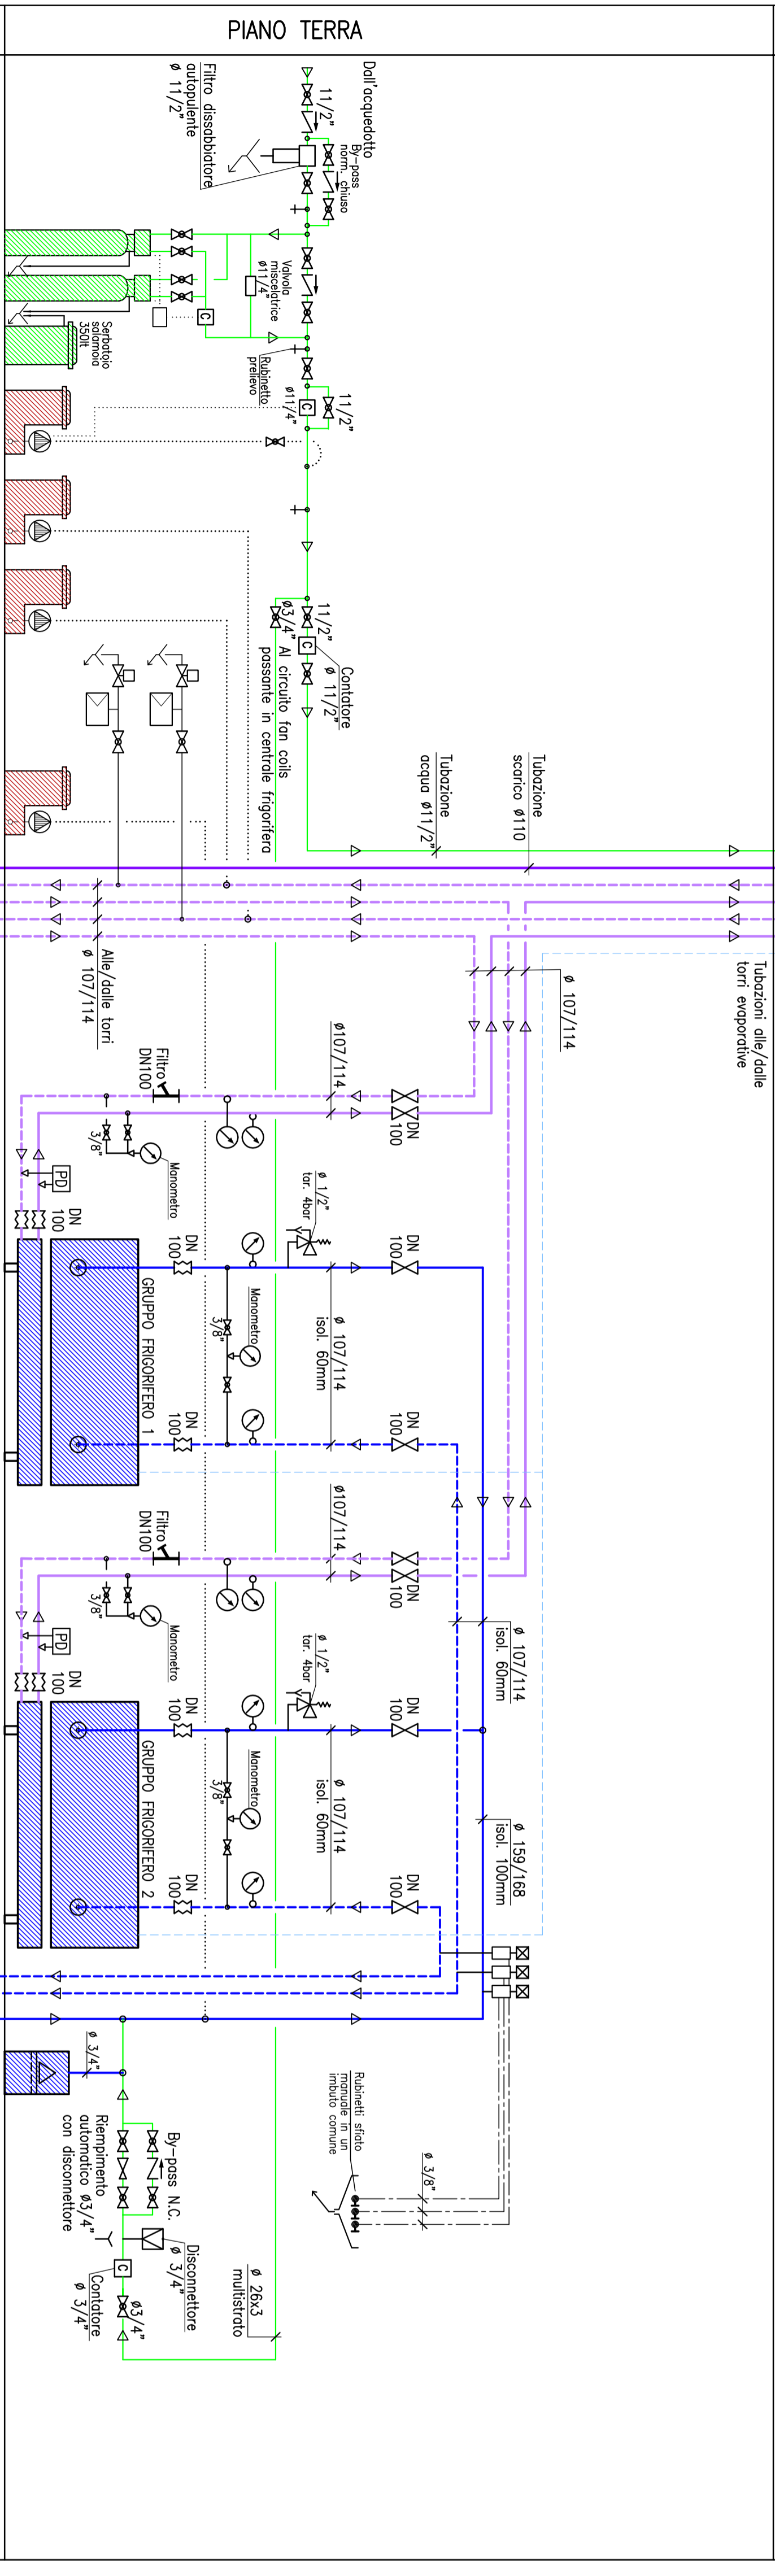 PIANO TERRA
Dall'acquedotto
11/2"
By-pass
norm. chiuso
Filtro dissabbiatore
autopulente
ø 11/2"
Valvola
miscelatrice
ø11/4"
C
Serbatoio
salamoia
350lt
Rubinetto
prelievo
11/2"
ø11/4"
C
11/2"
ø3/4"
C
Contatore
ø 11/2"
Al circuito fan coils
passante in centrale frigorifera
Tubazione
scarico ø110
Tubazione
acqua ø11/2"
Tubazioni alle/dalle
torri evaporative
ø 107/114
Alle/dalle torri
ø 107/114
ø107/114
DN
100
Filtro
DN100
3/8"
Manometro
PD
DN
100
ø 1/2"
tar. 4bar
DN
100
DN
100
GRUPPO FRIGORIFERO 1
3/8"
Manometro
ø 107/114
isol. 60mm
DN
100
DN
100
ø107/114
DN
100
Filtro
DN100
3/8"
Manometro
PD
DN
100
ø 107/114
isol. 60mm
ø 1/2"
tar. 4bar
DN
100
DN
100
GRUPPO FRIGORIFERO 2
3/8"
Manometro
ø 107/114
isol. 60mm
ø 159/168
isol. 100mm
DN
100
DN
100
ø 3/4"
Rubinetti sfiato
manuale in un
imbuto comune
ø 3/8"
By-pass N.C.
Riempimento
automatico ø3/4"
con disconnettore
Disconnettore
ø 3/4"
C
Contatore
ø 3/4"
ø3/4"
ø 26x3
multistrato